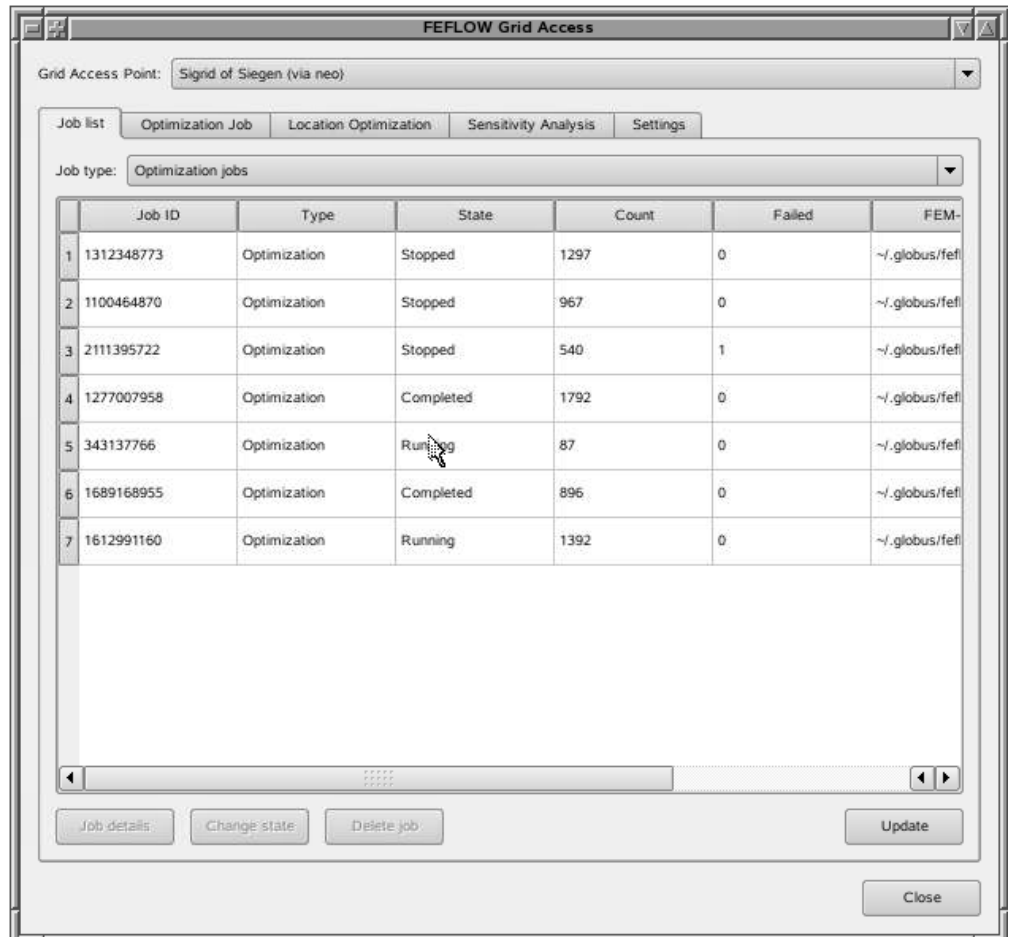 FEFLOW Grid Access
Grid Access Point: Sigrid of Siegen (via neo)
Job list Optimization Job Location Optimization Sensitivity Analysis Settings
Job type: Optimization jobs
Job ID Type State Count Failed FEM-
1 1312348773 Optimization Stopped 1297 0 ~/.globus/fefl
2 1100464870 Optimization Stopped 967 0 ~/.globus/fefl
3 2111395722 Optimization Stopped 540 1 ~/.globus/fefl
4 1277007958 Optimization Completed 1792 0 ~/.globus/fefl
5 343137766 Optimization Running 87 0 ~/.globus/fefl
6 1689168955 Optimization Completed 896 0 ~/.globus/fefl
7 1612991160 Optimization Running 1392 0 ~/.globus/fefl
Job details Change state Delete job Update
Close